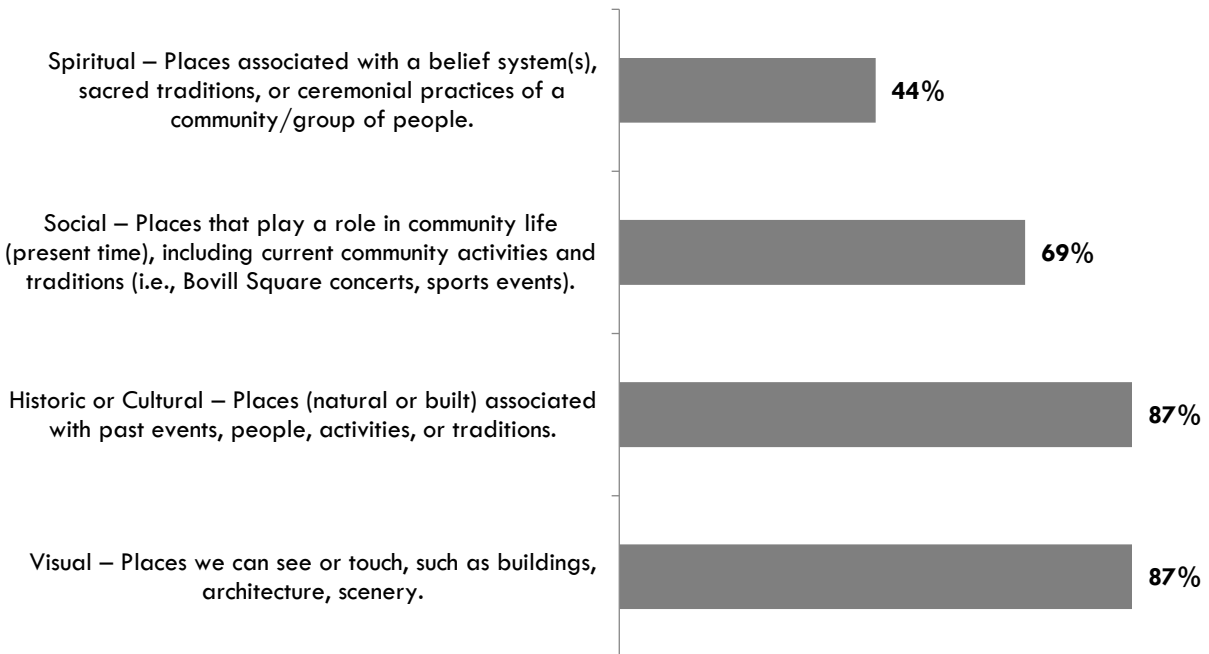 Spiritual – Places associated with a belief system(s),
sacred traditions, or ceremonial practices of a
community/group of people.
44%
Social – Places that play a role in community life
(present time), including current community activities and
traditions (i.e., Bovill Square concerts, sports events).
69%
Historic or Cultural – Places (natural or built) associated
with past events, people, activities, or traditions.
87%
Visual – Places we can see or touch, such as buildings,
architecture, scenery.
87%